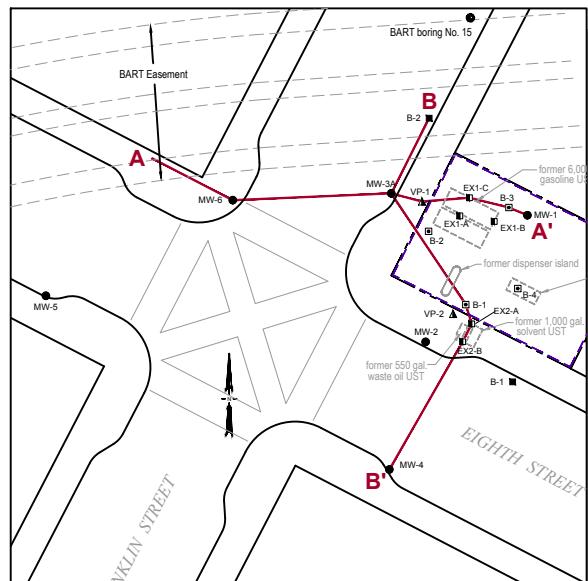 BART boring No. 15
BART Easement
B
B-2
A
former 6,00
gasoline US
MW-3A
VP-1
EX1-C
B-3
MW-6
MW-1
EX1-A
EX1-B
A'
B-2
former dispenser island
B-4
MW-5
B-1
VP-2
EX2-A
MW-2
former 1,000 gal.
solvent UST
EX2-B
former 550 gal.
waste oil UST
B-1
N
EIGHTH STREET
MW-4
B'
NKLIN STREET